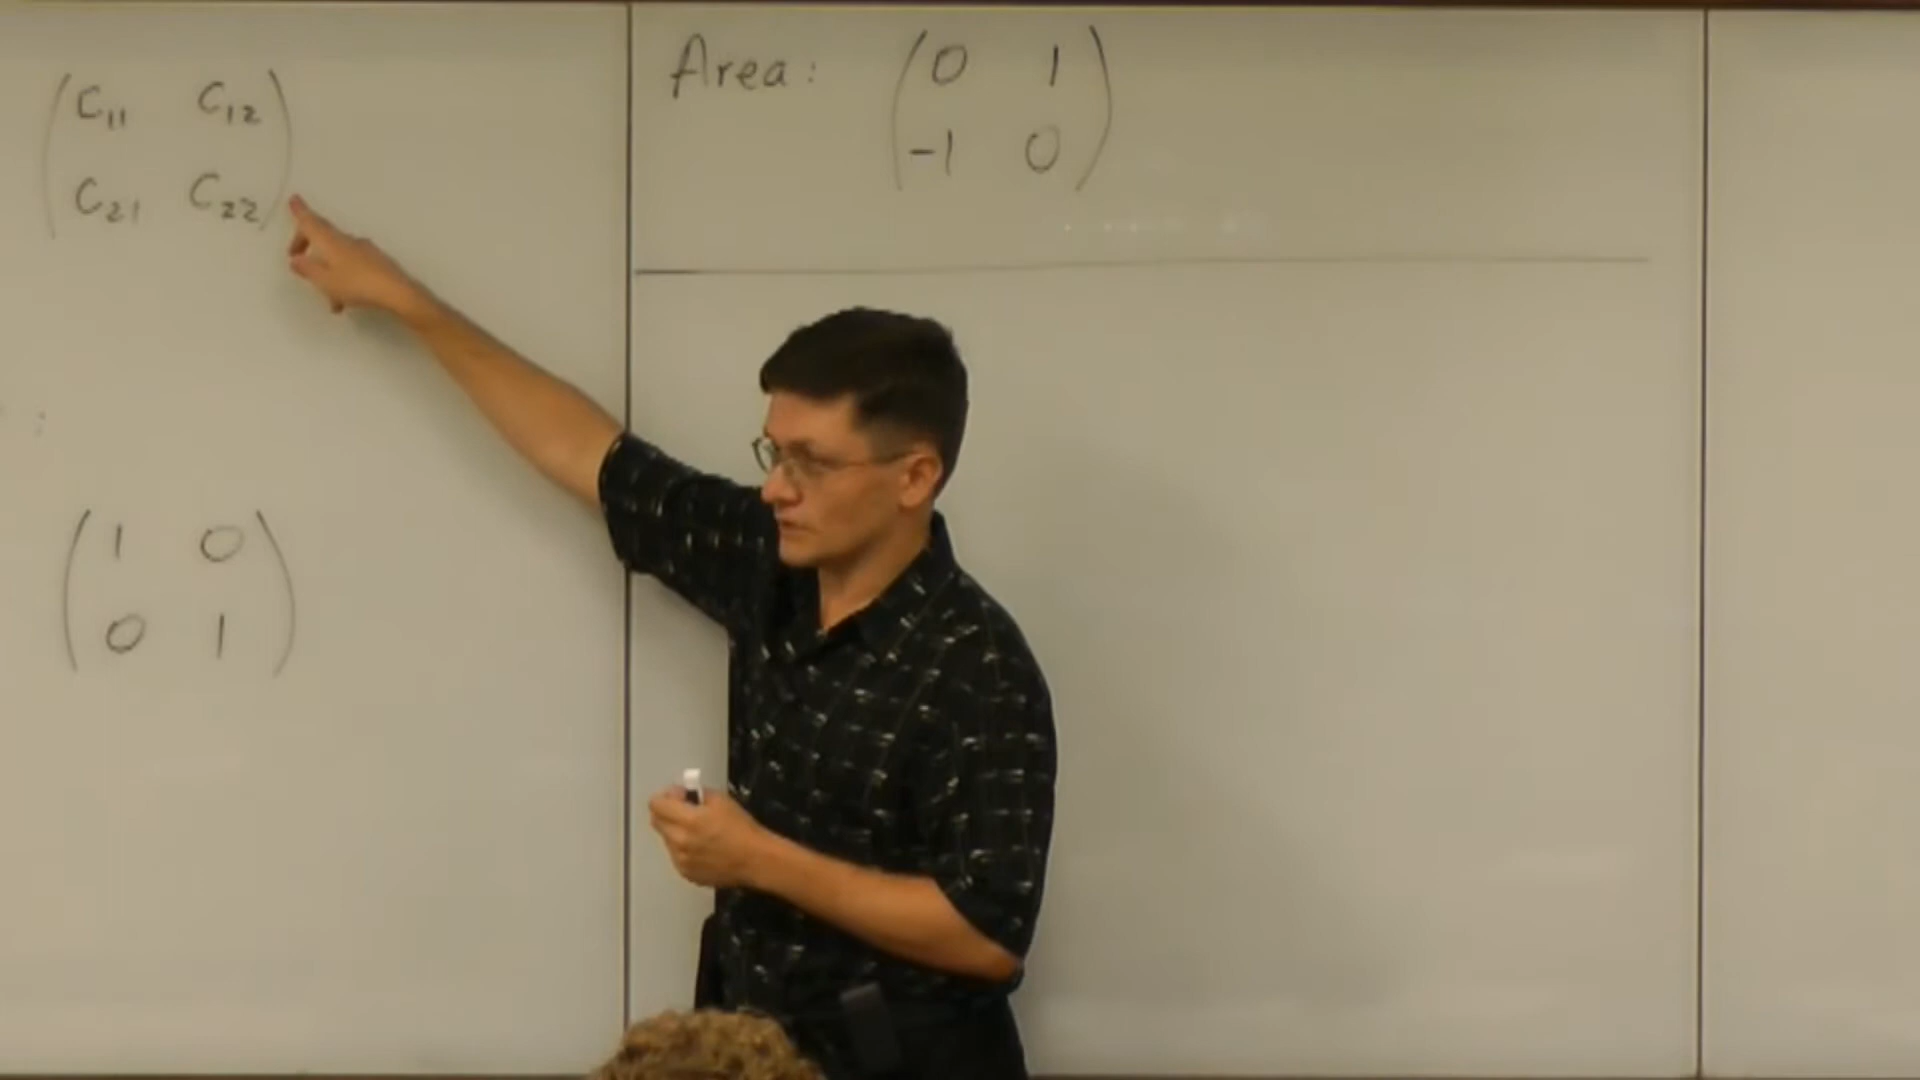 C₁₁ C₁₂
C₂₁ C₂₂
:
1 0
0 1
Area: ( 0 1 )
( -1 0 )